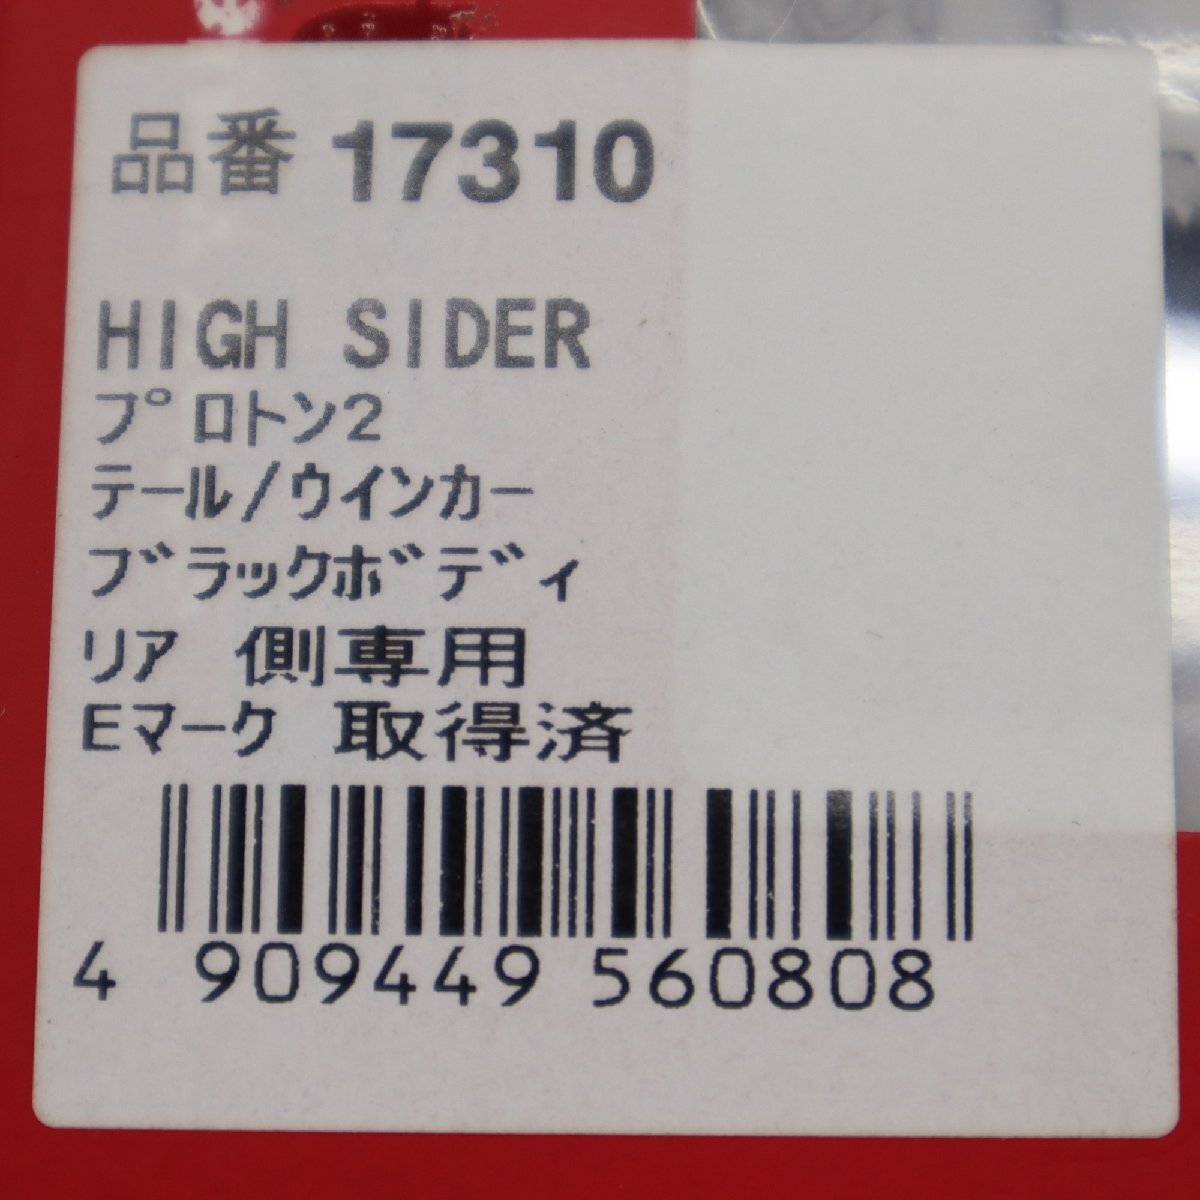 品番 17310
HIGH SIDER
プロトン2
テール/ウインカー
ブラックボディ
リア 側専用
Eマーク 取得済
4 909449 560808